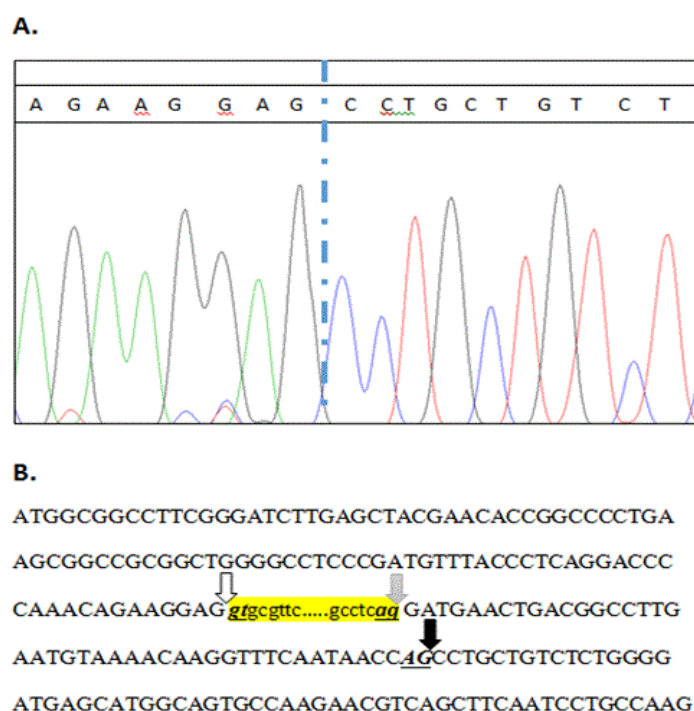 A.
A G A A G G A G C C T G C T G T C T
B.
ATGGCGGCCTTCGGGATCTTGAGCTACGAACACCGGCCCCTGA
AGCGGCCGCGGCTGGGGCCTCCCGATGTTTACCCTCAGGACCC
CAAACAGAAGGAGgtgcgttc.....gcctcagGATGAACTGACGGCCTTG
AATGTAAAACAAGGTTTCAATAACCAGCCTGCTGTCTCTGGGG
ATGAGCATGGCAGTGCCAAGAACGTCAGCTTCAATCCTGCCAAG